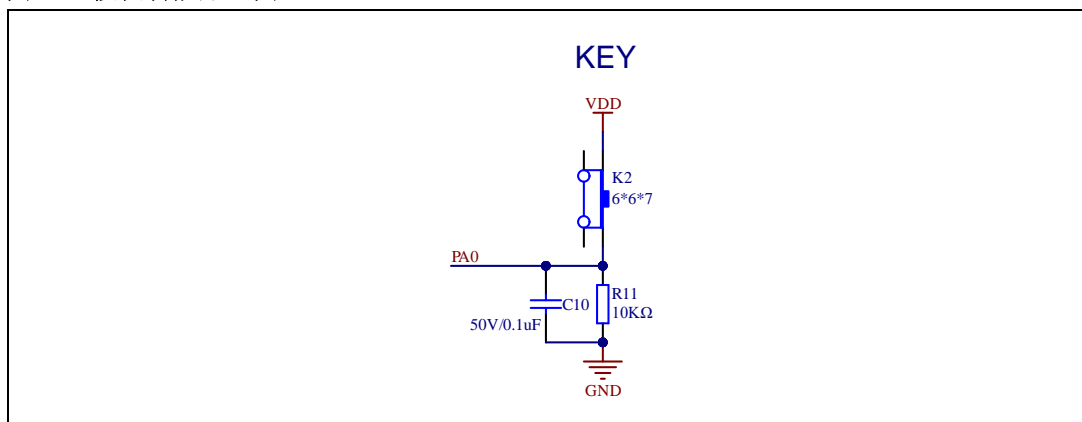 KEY
VDD
K2
6*6*7
PA0
R11
C10
10KΩ
50V/0.1uF
GND